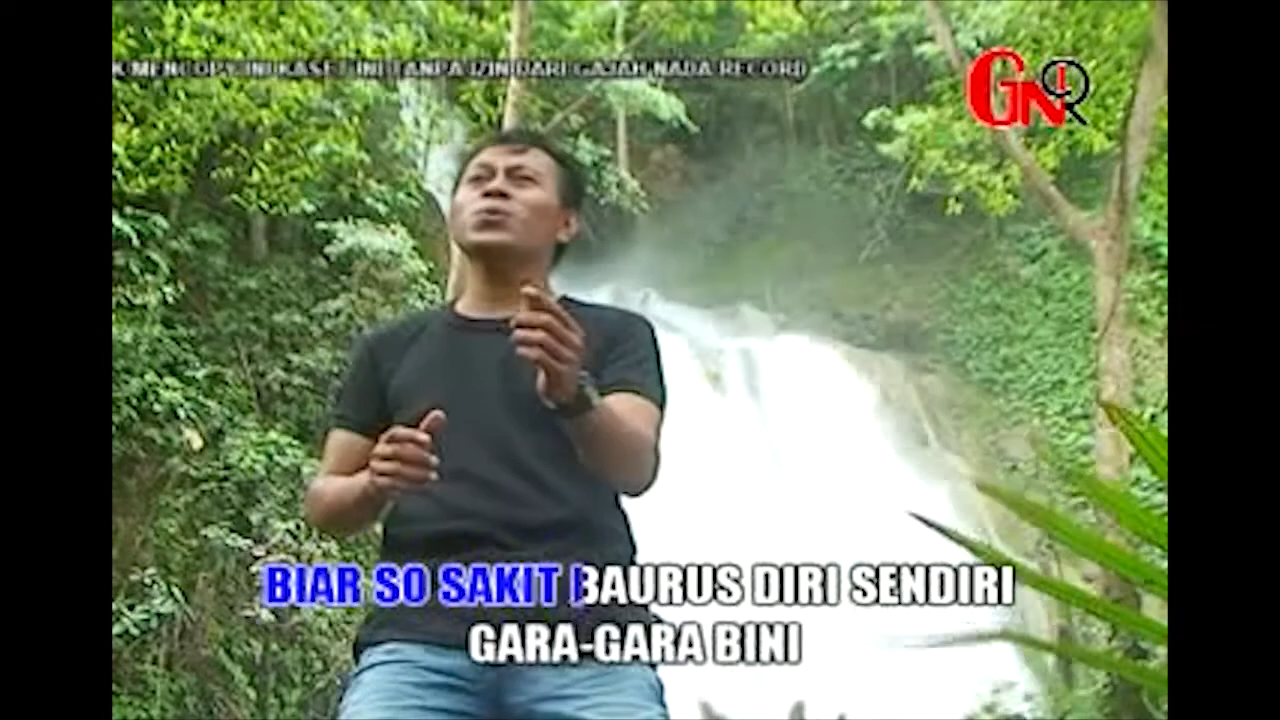 K MENCOPY INI KASET INI TANPA IZIN DARI GAJAH NADA RECORD
GNR
BIAR SO SAKIT BAURUS DIRI SENDIRI
GARA-GARA BINI